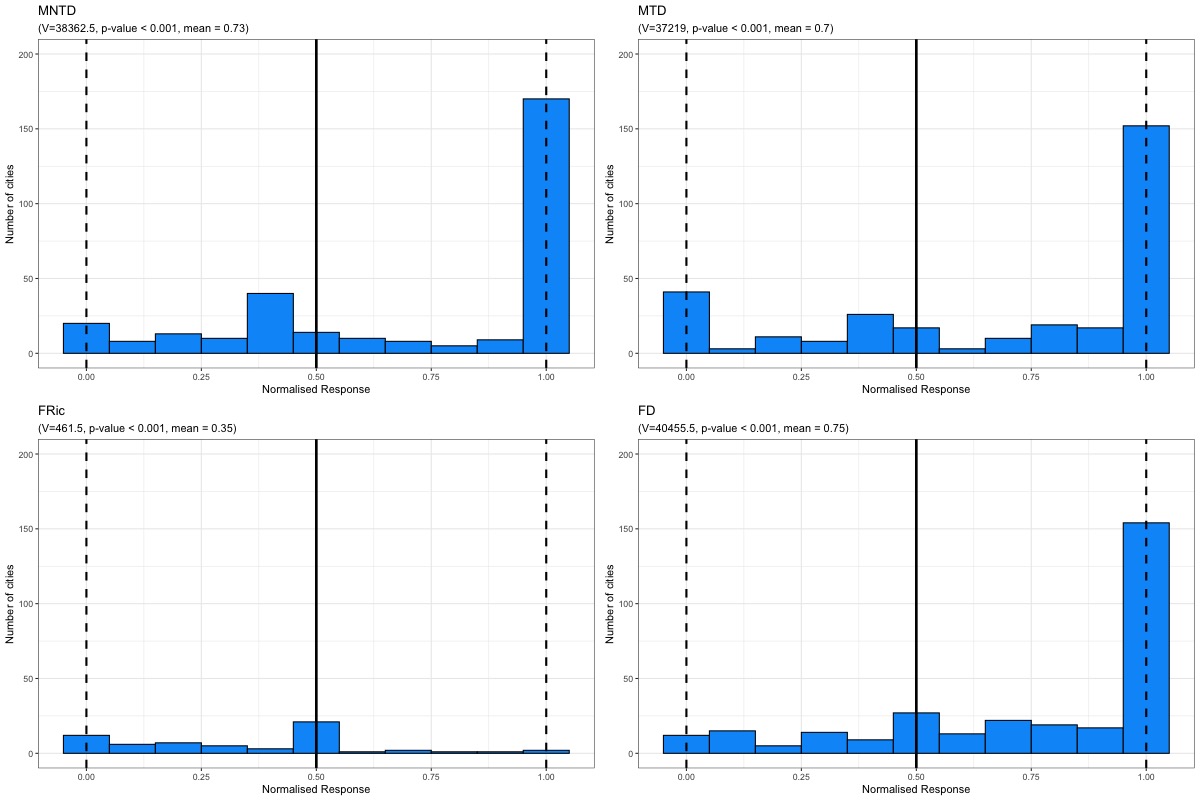 MNTD
(V=38362.5, p-value < 0.001, mean = 0.73)
200
150
100
50
0
Number of cities
0.00 0.25 0.50 0.75 1.00
Normalised Response
MTD
(V=37219, p-value < 0.001, mean = 0.7)
200
150
100
50
0
Number of cities
0.00 0.25 0.50 0.75 1.00
Normalised Response
FRic
(V=461.5, p-value < 0.001, mean = 0.35)
200
150
100
50
0
Number of cities
0.00 0.25 0.50 0.75 1.00
Normalised Response
FD
(V=40455.5, p-value < 0.001, mean = 0.75)
200
150
100
50
0
Number of cities
0.00 0.25 0.50 0.75 1.00
Normalised Response